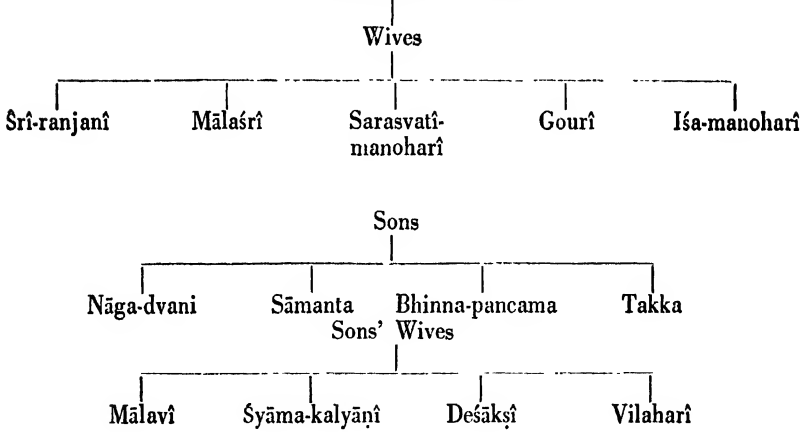 Wives
Śrî-ranjanî Mālaśrî Sarasvatî- Gourî Iśa-manoharî
manoharî
Sons
Nāga-dvani Sāmanta Bhinna-pancama Takka
Sons' Wives
Mālavî Śyāma-kalyāṇî Deśākṣî Vilaharî